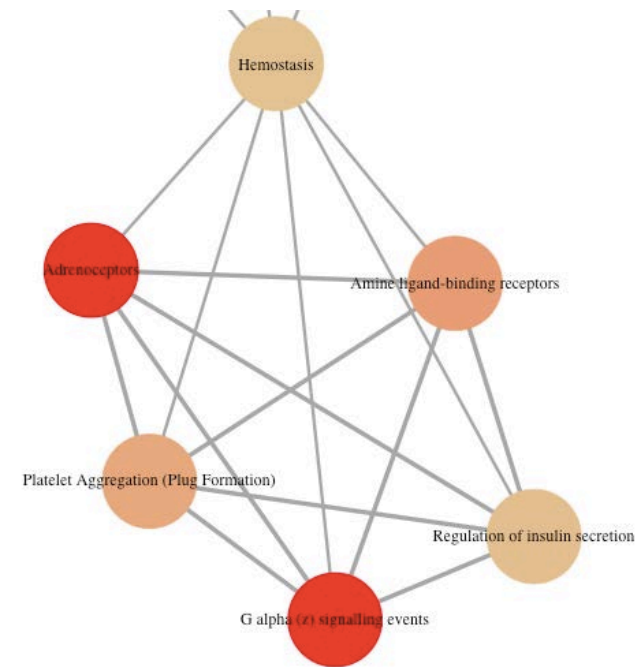 Hemostasis
Adrenoceptors
Amine ligand-binding receptors
Platelet Aggregation (Plug Formation)
Regulation of insulin secretion
G alpha (z) signalling events